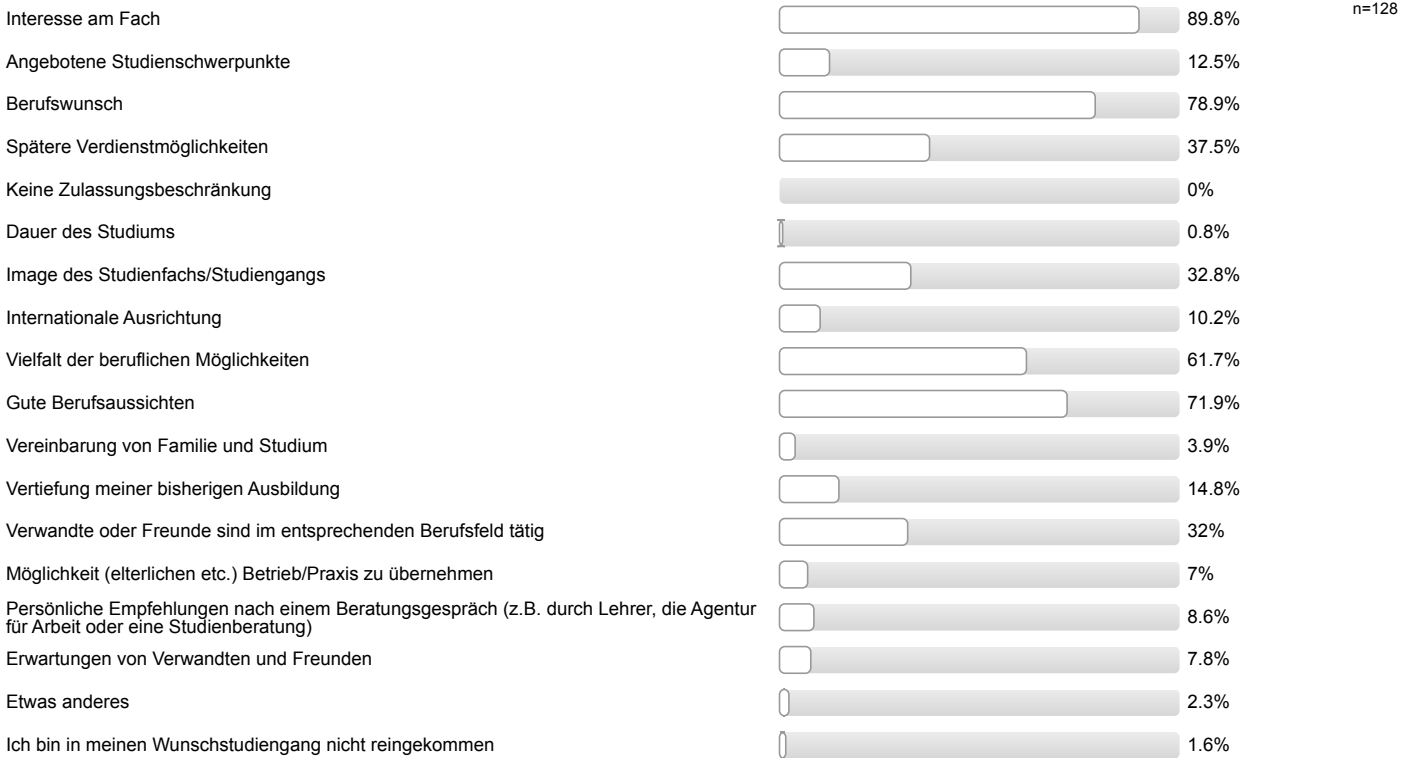 Interesse am Fach 89.8% n=128
Angebotene Studienschwerpunkte 12.5%
Berufswunsch 78.9%
Spätere Verdienstmöglichkeiten 37.5%
Keine Zulassungsbeschränkung 0%
Dauer des Studiums 0.8%
Image des Studienfachs/Studiengangs 32.8%
Internationale Ausrichtung 10.2%
Vielfalt der beruflichen Möglichkeiten 61.7%
Gute Berufsaussichten 71.9%
Vereinbarung von Familie und Studium 3.9%
Vertiefung meiner bisherigen Ausbildung 14.8%
Verwandte oder Freunde sind im entsprechenden Berufsfeld tätig 32%
Möglichkeit (elterlichen etc.) Betrieb/Praxis zu übernehmen 7%
Persönliche Empfehlungen nach einem Beratungsgespräch (z.B. durch Lehrer, die Agentur
für Arbeit oder eine Studienberatung) 8.6%
Erwartungen von Verwandten und Freunden 7.8%
Etwas anderes 2.3%
Ich bin in meinen Wunschstudiengang nicht reingekommen 1.6%